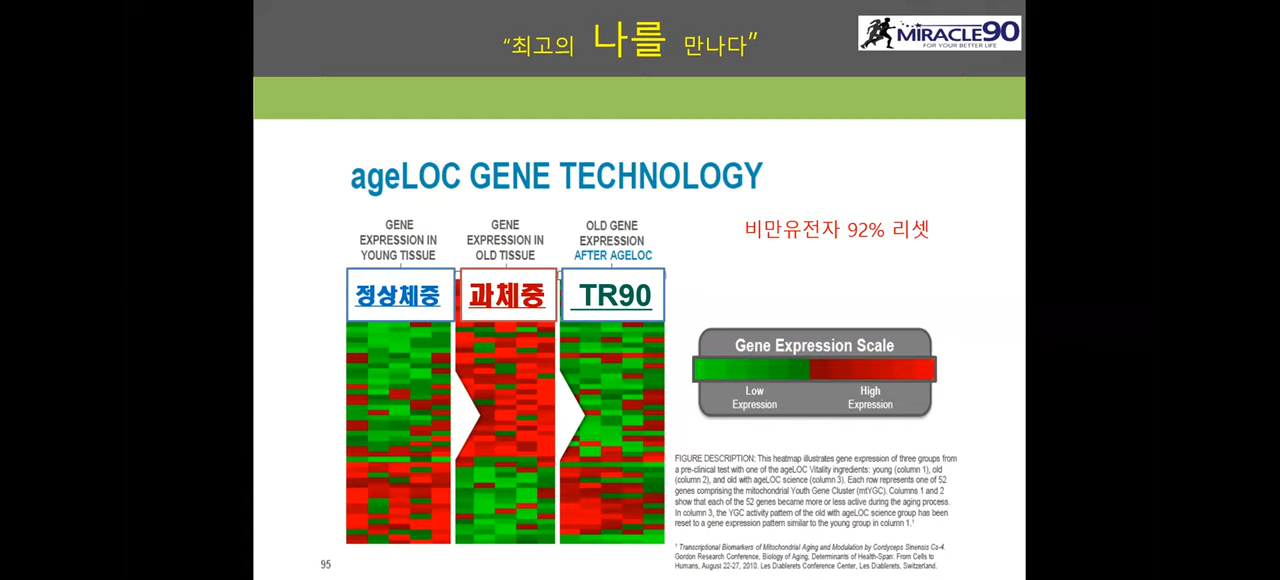 “최고의 나를 만나다”
MIRACLE90
FOR YOUR BETTER LIFE
ageLOC GENE TECHNOLOGY
GENE
EXPRESSION IN
YOUNG TISSUE
GENE
EXPRESSION IN
OLD TISSUE
OLD GENE
EXPRESSION
AFTER AGELOC
비만유전자 92% 리셋
정상체중
과체중
TR90
Gene Expression Scale
Low
Expression
High
Expression
FIGURE DESCRIPTION: This heatmap illustrates gene expression of three groups from
a pre-clinical test with one of the ageLOC Vitality ingredients: young (column 1), old
(column 2), and old with ageLOC science (column 3). Each row represents one of 52
genes comprising the mitochondrial Youth Gene Cluster (mtYGC). Columns 1 and 2
show that each of the 52 genes became more or less active during the aging process.
In column 3, the YGC activity pattern of the old with ageLOC science group has been
reset to a gene expression pattern similar to the young group in column 1.¹
¹ Transcriptional Biomarkers of Mitochondrial Aging and Modulation by Cordyceps Sinensis Cs-4.
Gordon Research Conference, Biology of Aging, Determinants of Health-Span: From Cells to
Humans, August 22-27, 2010. Les Diablerets Conference Center, Les Diablerets, Switzerland.
95